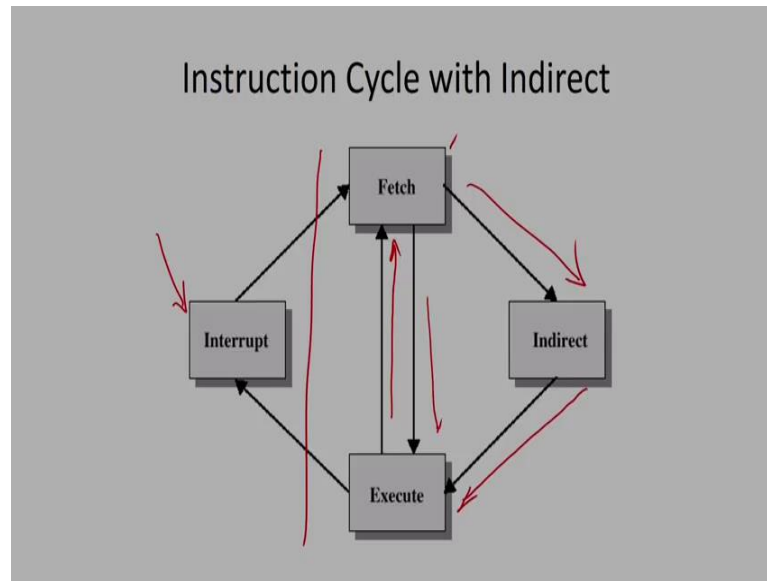 Instruction Cycle with Indirect
Fetch
Interrupt
Indirect
Execute